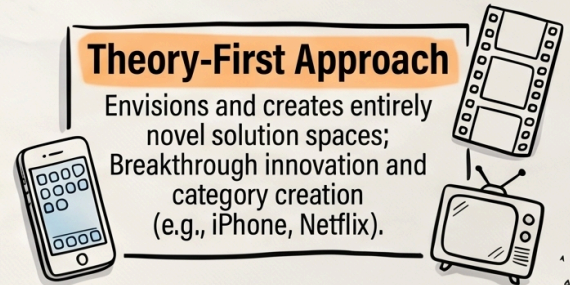 Theory-First Approach
Envisions and creates entirely
novel solution spaces;
Breakthrough innovation and
category creation
(e.g., iPhone, Netflix).